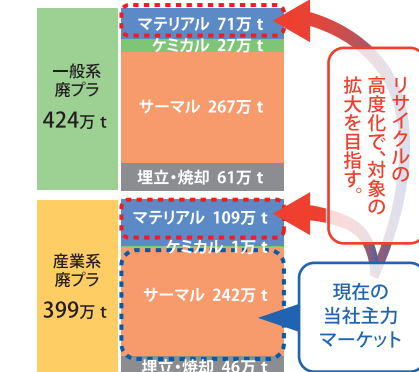 一般系
廃プラ
424万 t
マテリアル 71万 t
ケミカル 27万 t
サーマル 267万 t
埋立・焼却 61万 t
産業系
廃プラ
399万 t
マテリアル 109万 t
ケミカル 1万 t
サーマル 242万 t
埋立・焼却 46万 t
リサイクルの
高度化で、対象の
拡大を目指す。
現在の
当社主力
マーケット